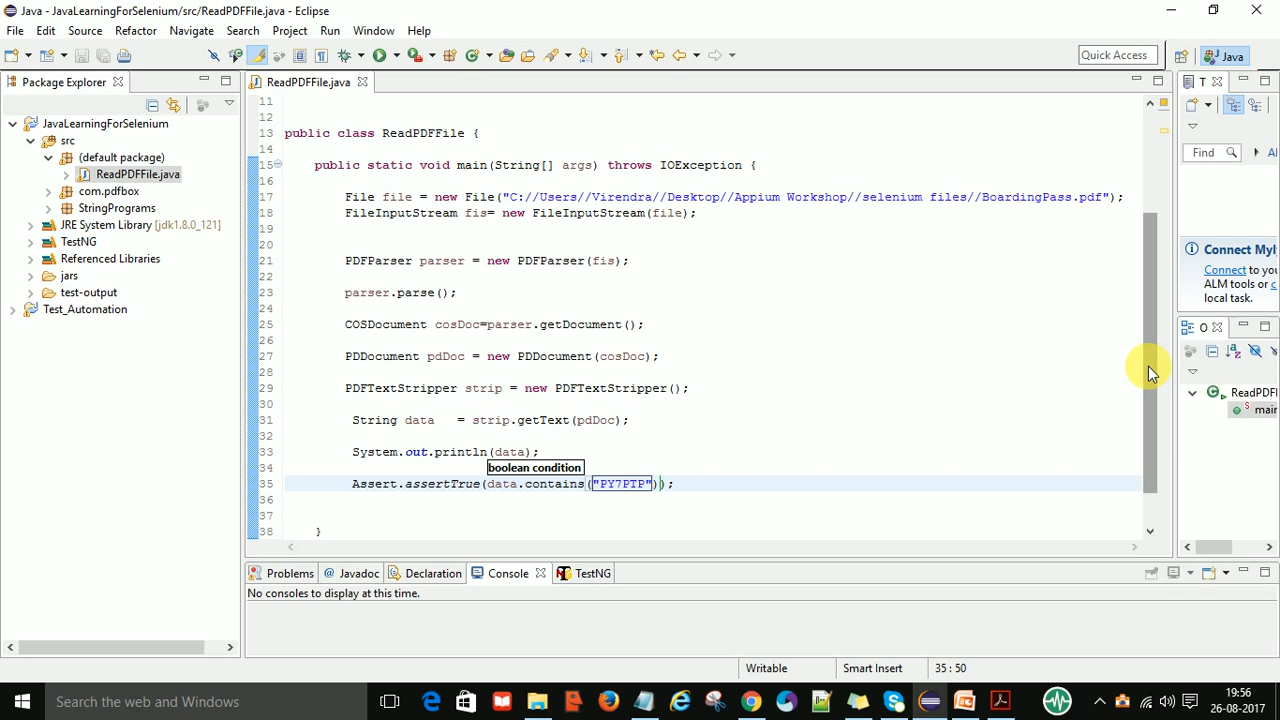 Java - JavaLearningForSelenium/src/ReadPDFFile.java - Eclipse
File Edit Source Refactor Navigate Search Project Run Window Help
Quick Access
Java
Package Explorer
ReadPDFFile.java
T
JavaLearningForSelenium
src
(default package)
ReadPDFFile.java
com.pdfbox
StringPrograms
JRE System Library [jdk1.8.0_121]
TestNG
Referenced Libraries
jars
test-output
Test_Automation
11
12
13 public class ReadPDFFile {
14
15 public static void main(String[] args) throws IOException {
16
17 File file = new File("C://Users//Virendra//Desktop//Appium Workshop//selenium files//BoardingPass.pdf");
18 FileInputStream fis= new FileInputStream(file);
19
20
21 PDFParser parser = new PDFParser(fis);
22
23 parser.parse();
24
25 COSDocument cosDoc=parser.getDocument();
26
27 PDDocument pdDoc = new PDDocument(cosDoc);
28
29 PDFTextStripper strip = new PDFTextStripper();
30
31 String data = strip.getText(pdDoc);
32
33 System.out.println(data);
34 boolean condition
35 Assert.assertTrue(data.contains("PY7PTP"));
36
37
38 }
Find
Al
Connect Myl
Connect to your
ALM tools or c
local task.
O
ReadPDFl
main
Problems Javadoc Declaration Console TestNG
No consoles to display at this time.
Writable Smart Insert 35 : 50
Search the web and Windows
19:56
26-08-2017